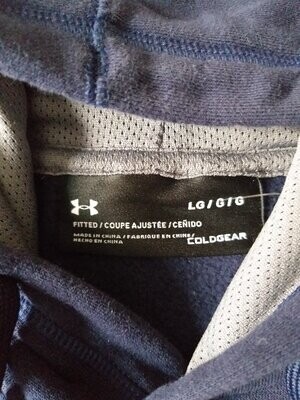 LG/G/G
FITTED/COUPE AJUSTÉE/CEÑIDO
MADE IN CHINA/FABRIQUÉ EN CHINE/
HECHO EN CHINA
COLDGEAR